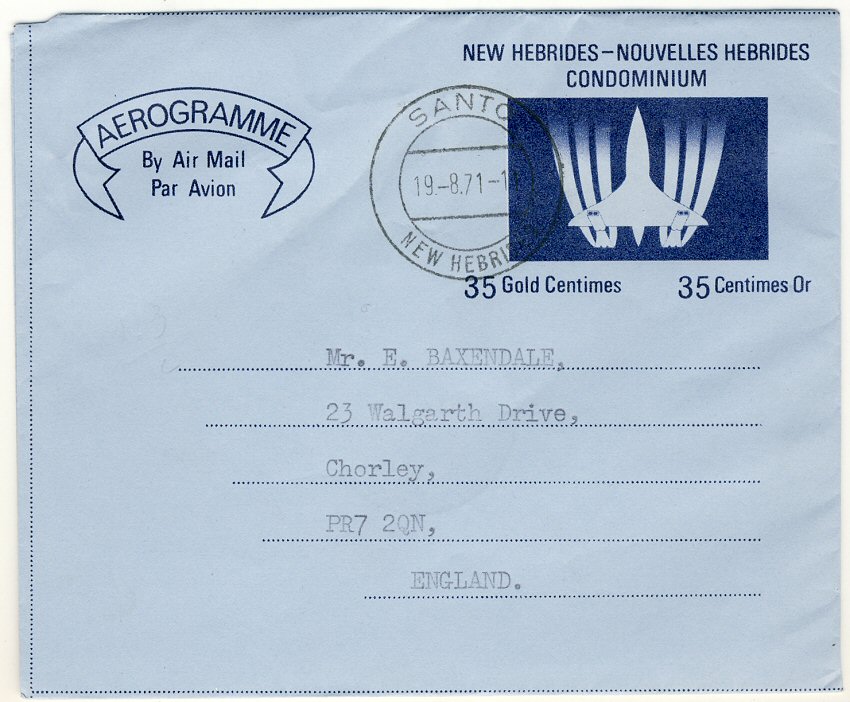 NEW HEBRIDES–NOUVELLES HEBRIDES
CONDOMINIUM
AEROGRAMME
By Air Mail
Par Avion
SANTO
19.-8.71-1
NEW HEBRI
35 Gold Centimes 35 Centimes Or
Mr. E. BAXENDALE,
23 Walgarth Drive,
Chorley,
PR7 2QN,
ENGLAND.